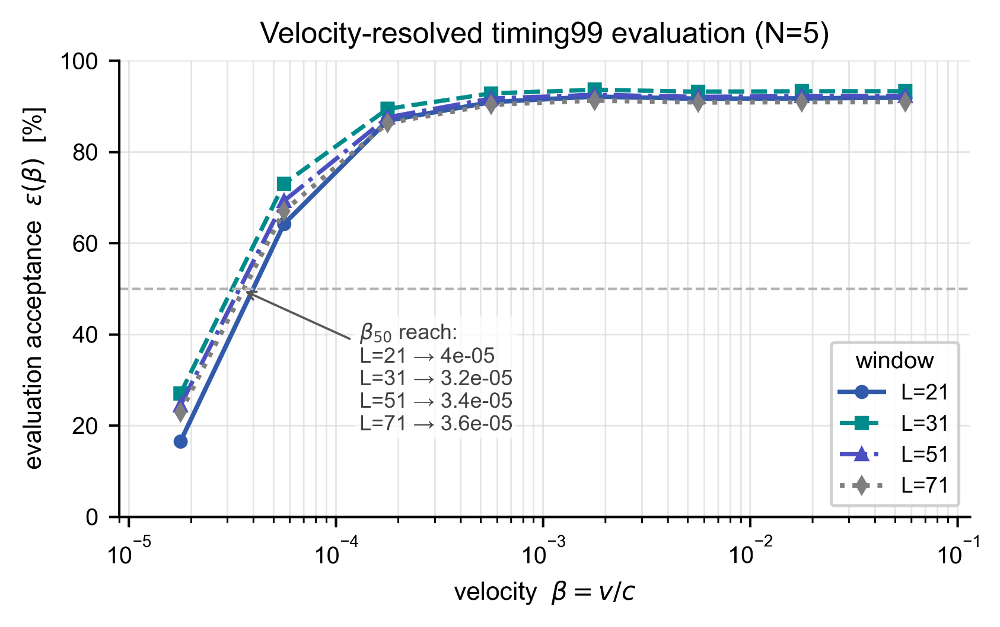 Velocity-resolved timing99 evaluation (N=5)
evaluation acceptance ε(β) [%]
100
80
60
40
20
0
β₅₀ reach:
L=21 → 4e-05
L=31 → 3.2e-05
L=51 → 3.4e-05
L=71 → 3.6e-05
window
L=21
L=31
L=51
L=71
10⁻⁵ 10⁻⁴ 10⁻³ 10⁻² 10⁻¹
velocity β = v/c